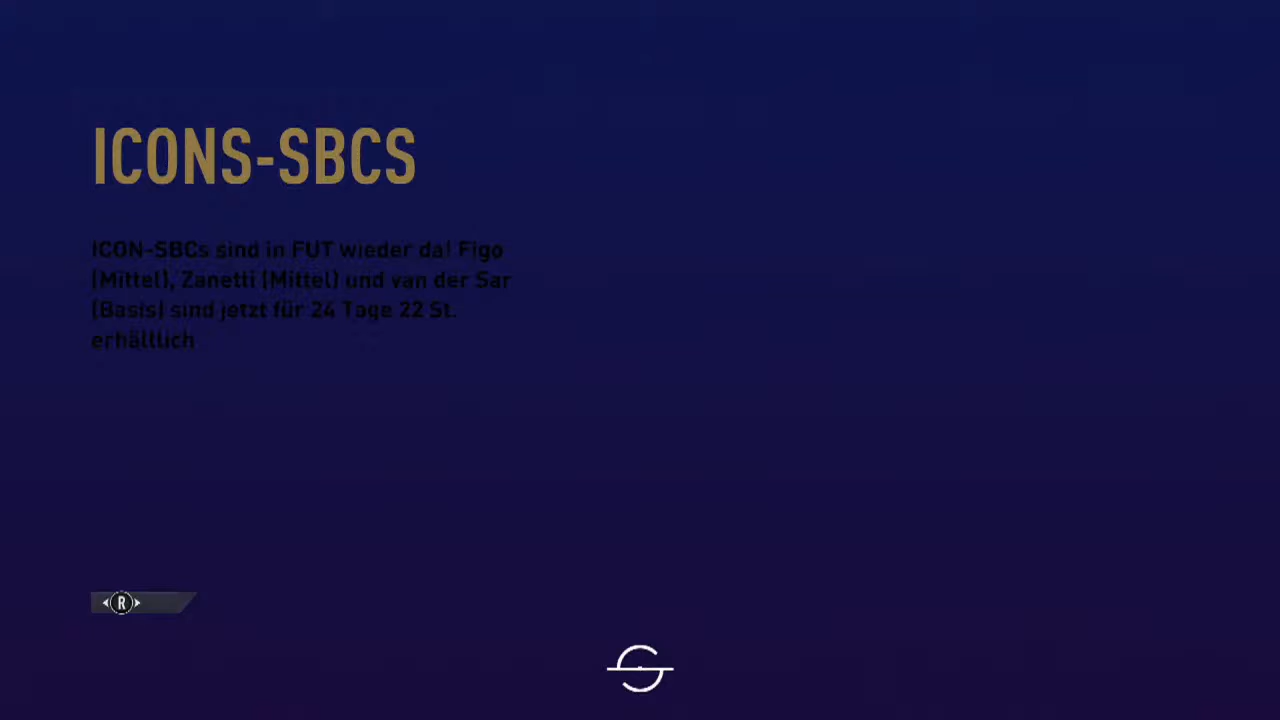 ICONS-SBCS
ICON-SBCs sind in FUT wieder da! Figo
(Mittel), Zanetti (Mittel) und van der Sar
(Basis) sind jetzt für 24 Tage 22 St.
erhältlich
R